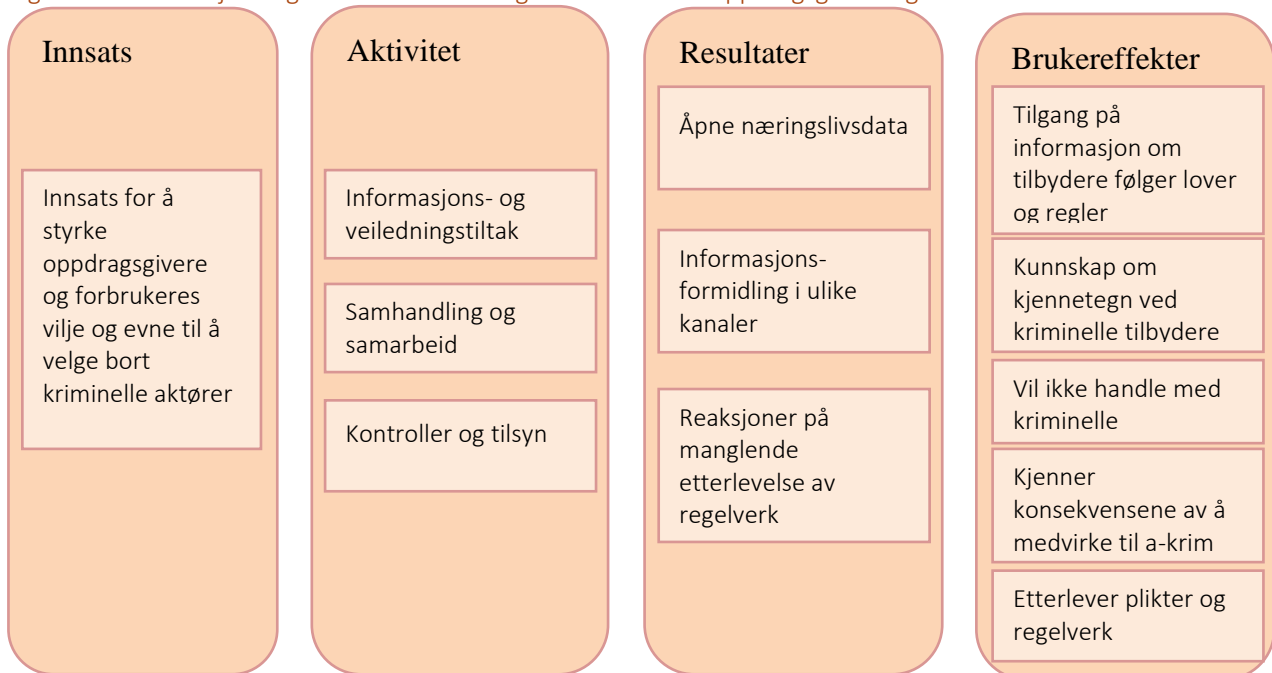 Innsats
Innsats for å
styrke
oppdragsgivere
og forbrukeres
vilje og evne til å
velge bort
kriminelle aktører
Aktivitet
Informasjons- og
veiledningstiltak
Samhandling og
samarbeid
Kontroller og tilsyn
Resultater
Åpne næringslivsdata
Informasjons-
formidling i ulike
kanaler
Reaksjoner på
manglende
etterlevelse av
regelverk
Brukereffekter
Tilgang på
informasjon om
tilbydere følger lover
og regler
Kunnskap om
kjennetegn ved
kriminelle tilbydere
Vil ikke handle med
kriminelle
Kjenner
konsekvensene av å
medvirke til a-krim
Etterlever plikter og
regelverk